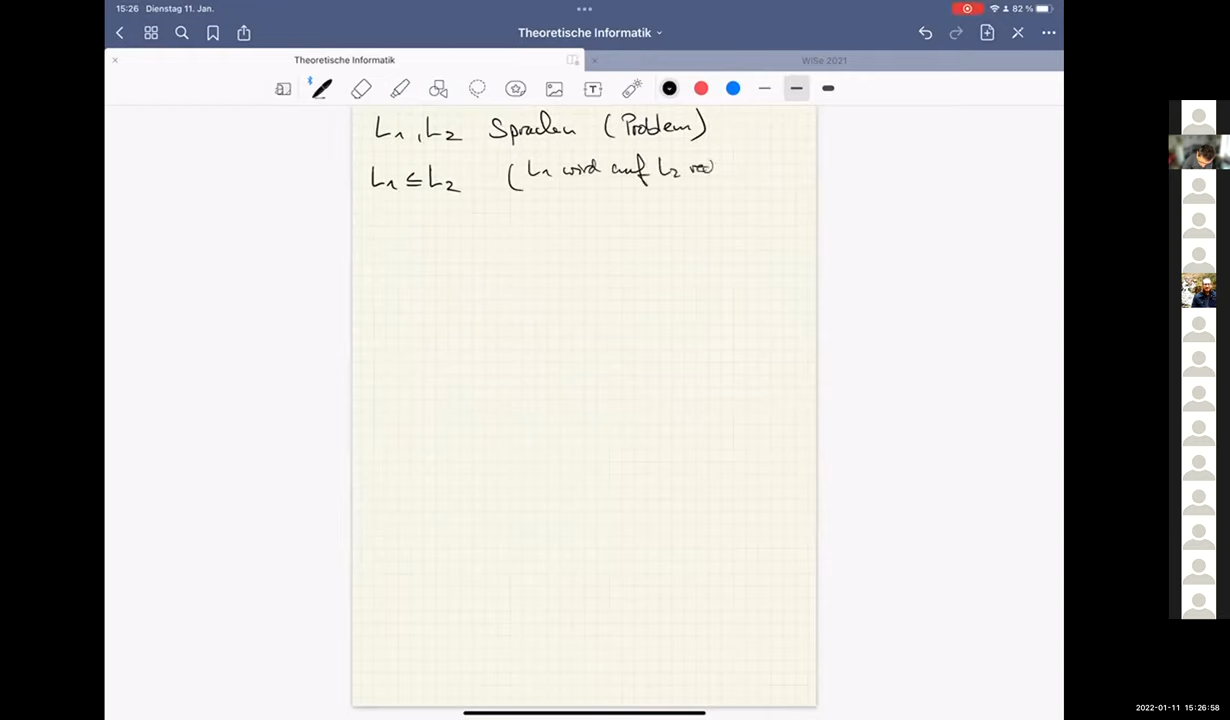 15:26 Dienstag 11. Jan.
82 %
Theoretische Informatik
Theoretische Informatik
WiSe 2021
L₁, L₂ Sprachen (Problem)
L₁ ≤ L₂ (L₁ wird auf L₂
2022-01-11 15:26:58